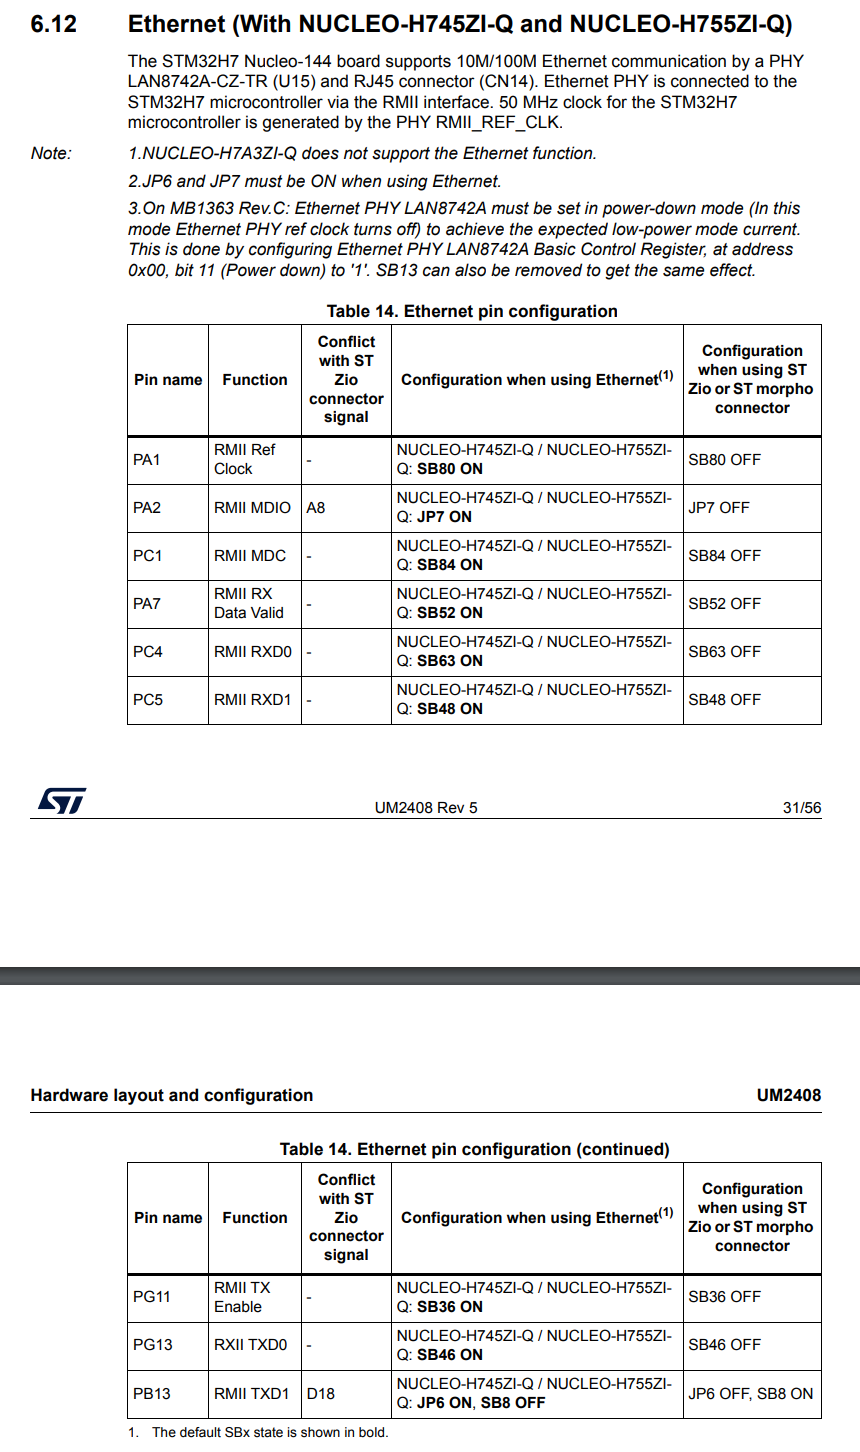 6.12 Ethernet (With NUCLEO-H745ZI-Q and NUCLEO-H755ZI-Q)
The STM32H7 Nucleo-144 board supports 10M/100M Ethernet communication by a PHY
LAN8742A-CZ-TR (U15) and RJ45 connector (CN14). Ethernet PHY is connected to the
STM32H7 microcontroller via the RMII interface. 50 MHz clock for the STM32H7
microcontroller is generated by the PHY RMII_REF_CLK.
Note: 1.NUCLEO-H7A3ZI-Q does not support the Ethernet function.
2.JP6 and JP7 must be ON when using Ethernet.
3.On MB1363 Rev.C: Ethernet PHY LAN8742A must be set in power-down mode (In this
mode Ethernet PHY ref clock turns off) to achieve the expected low-power mode current.
This is done by configuring Ethernet PHY LAN8742A Basic Control Register, at address
0x00, bit 11 (Power down) to '1'. SB13 can also be removed to get the same effect.
Table 14. Ethernet pin configuration
Pin name
Function
Conflict
with ST
Zio
connector
signal
Configuration when using Ethernet(1)
Configuration
when using ST
Zio or ST morpho
connector
PA1
RMII Ref
Clock
-
NUCLEO-H745ZI-Q / NUCLEO-H755ZI-
Q: SB80 ON
SB80 OFF
PA2
RMII MDIO
A8
NUCLEO-H745ZI-Q / NUCLEO-H755ZI-
Q: JP7 ON
JP7 OFF
PC1
RMII MDC
-
NUCLEO-H745ZI-Q / NUCLEO-H755ZI-
Q: SB84 ON
SB84 OFF
PA7
RMII RX
Data Valid
-
NUCLEO-H745ZI-Q / NUCLEO-H755ZI-
Q: SB52 ON
SB52 OFF
PC4
RMII RXD0
-
NUCLEO-H745ZI-Q / NUCLEO-H755ZI-
Q: SB63 ON
SB63 OFF
PC5
RMII RXD1
-
NUCLEO-H745ZI-Q / NUCLEO-H755ZI-
Q: SB48 ON
SB48 OFF
ST
UM2408 Rev 5
31/56
Hardware layout and configuration
UM2408
Table 14. Ethernet pin configuration (continued)
Pin name
Function
Conflict
with ST
Zio
connector
signal
Configuration when using Ethernet(1)
Configuration
when using ST
Zio or ST morpho
connector
PG11
RMII TX
Enable
-
NUCLEO-H745ZI-Q / NUCLEO-H755ZI-
Q: SB36 ON
SB36 OFF
PG13
RXII TXD0
-
NUCLEO-H745ZI-Q / NUCLEO-H755ZI-
Q: SB46 ON
SB46 OFF
PB13
RMII TXD1
D18
NUCLEO-H745ZI-Q / NUCLEO-H755ZI-
Q: JP6 ON, SB8 OFF
JP6 OFF, SB8 ON
1. The default SBx state is shown in bold.